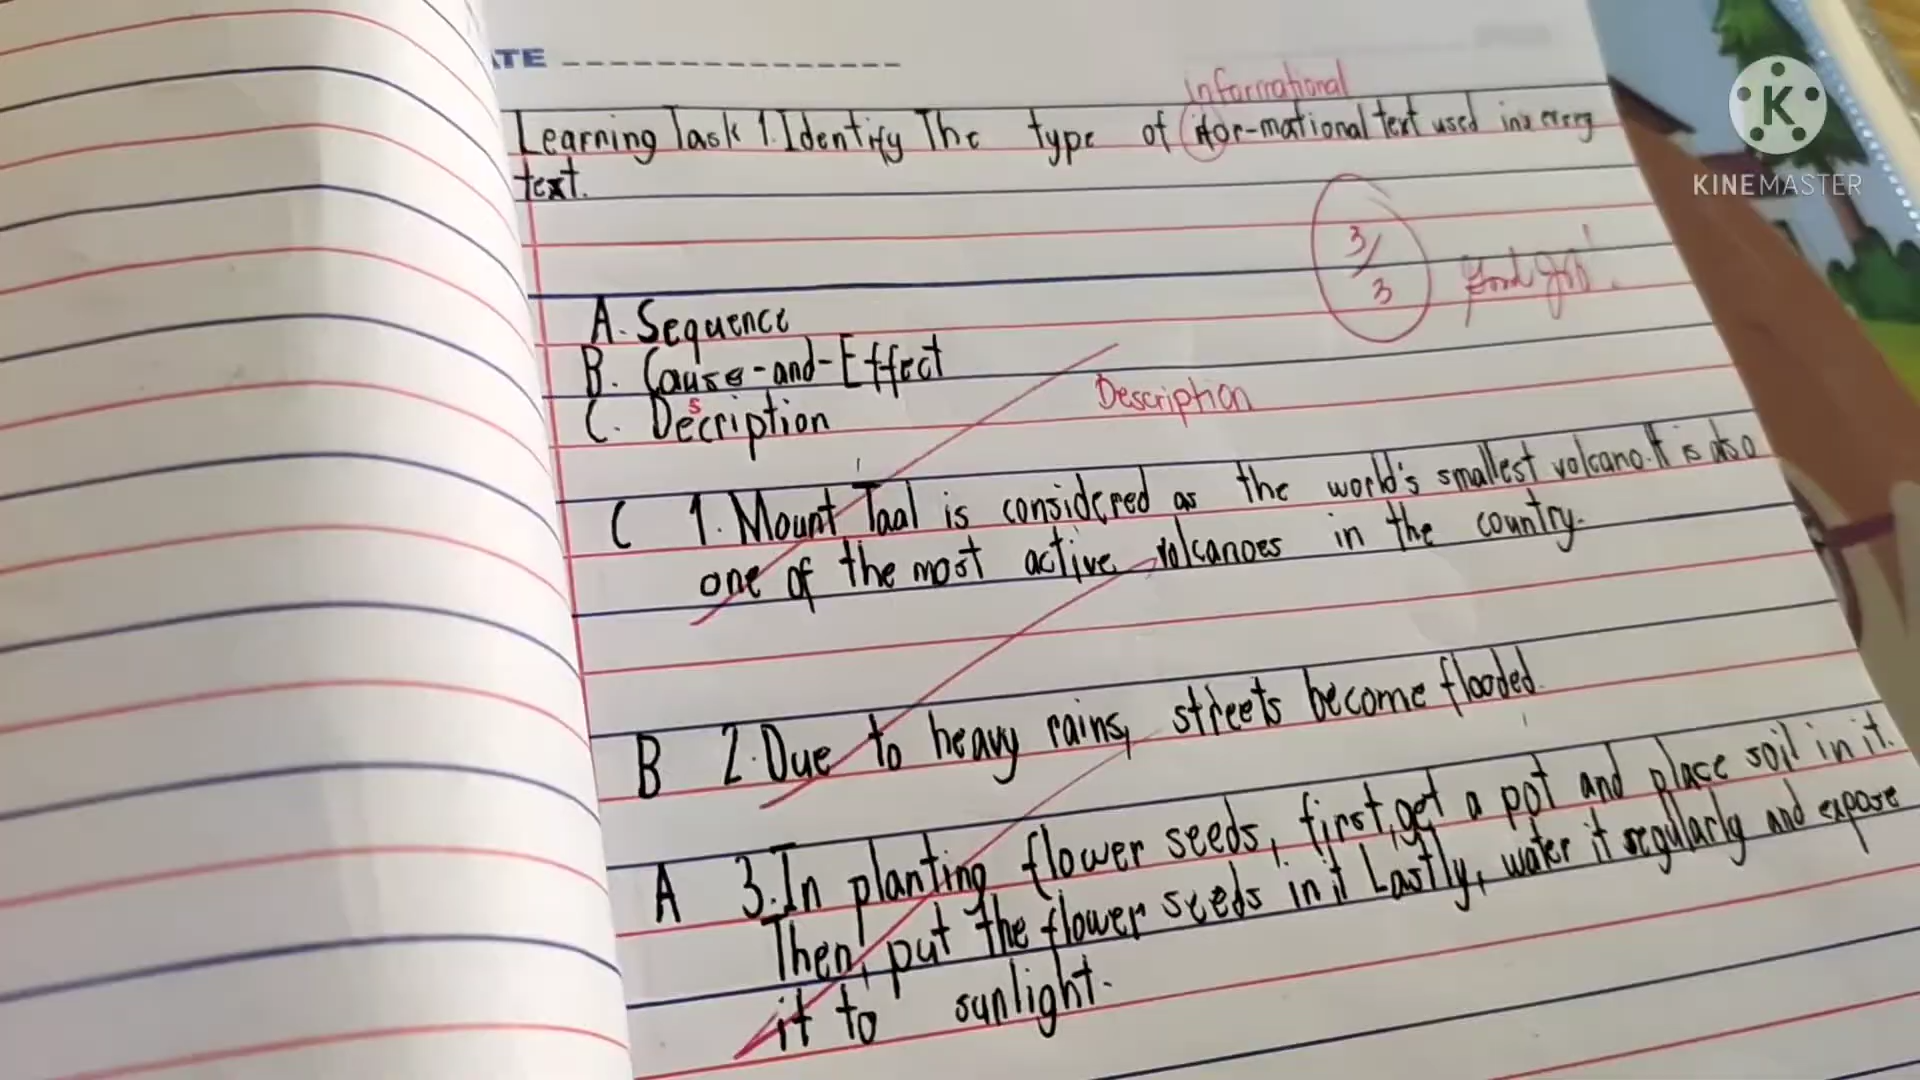 ATE
informational
Learning Task 1. Identify The type of ifor-mational text used in every
text.
3/3 Good Job!
A. Sequence
B. Cause-and-Effect
C. Decription
s
Description
C 1. Mount Taal is considered as the world's smallest volcano. It is also
one of the most active volcanoes in the country.
B 2. Due to heavy rains, streets become flooded.
A 3. In planting flower seeds, first, get a pot and place soil in it.
Then, put the flower seeds in it Lastly, water it regularly and expose
it to sunlight.
KINEMASTER